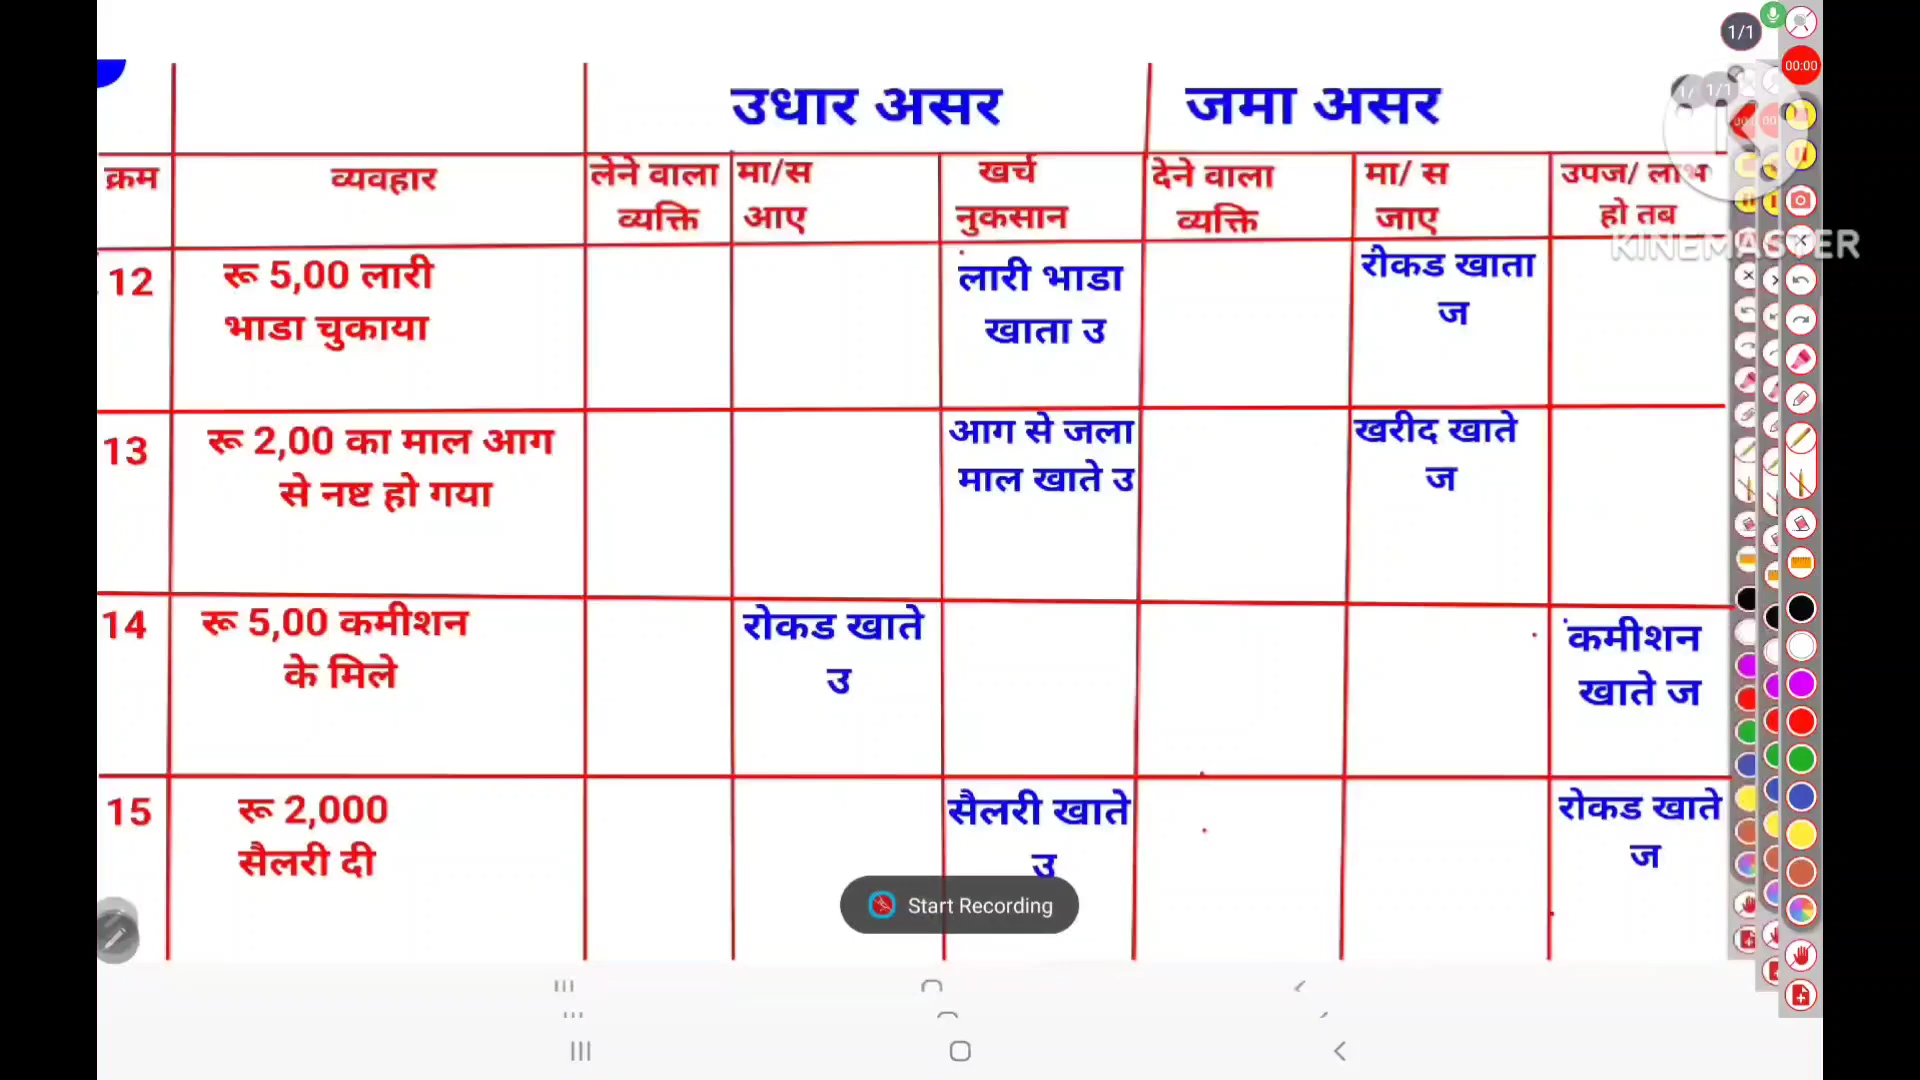 1/1
00:00
उधार असर
जमा असर
क्रम
व्यवहार
लेने वाला
व्यक्ति
मा/स
आए
खर्च
नुकसान
देने वाला
व्यक्ति
मा/ स
जाए
उपज/ लाभ
हो तब
KINEMASTER
12
रू 5,00 लारी
भाडा चुकाया
लारी भाडा
खाता उ
रोकड खाता
ज
13
रू 2,00 का माल आग
से नष्ट हो गया
आग से जला
माल खाते उ
खरीद खाते
ज
14
रू 5,00 कमीशन
के मिले
रोकड खाते
उ
कमीशन
खाते ज
15
रू 2,000
सैलरी दी
सैलरी खाते
उ
रोकड खाते
ज
Start Recording